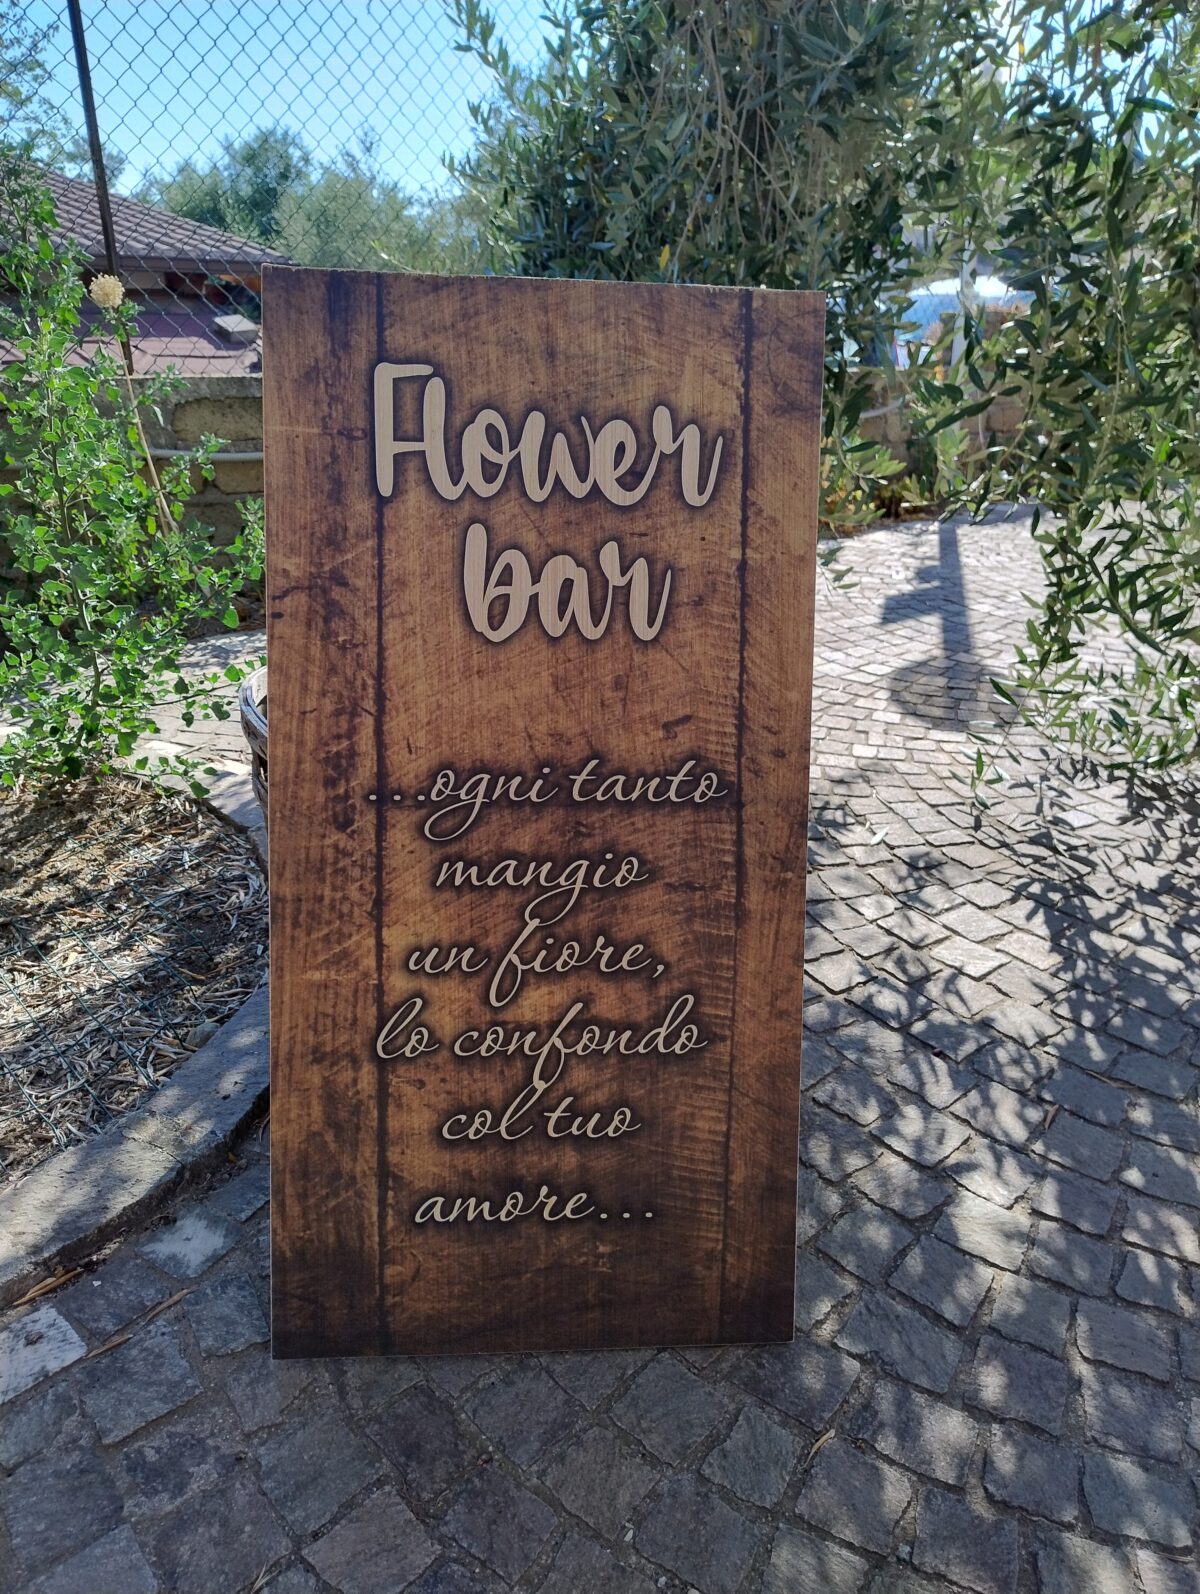 Flower
bar
...ogni tanto
mangio
un fiore,
lo confondo
col tuo
amore...